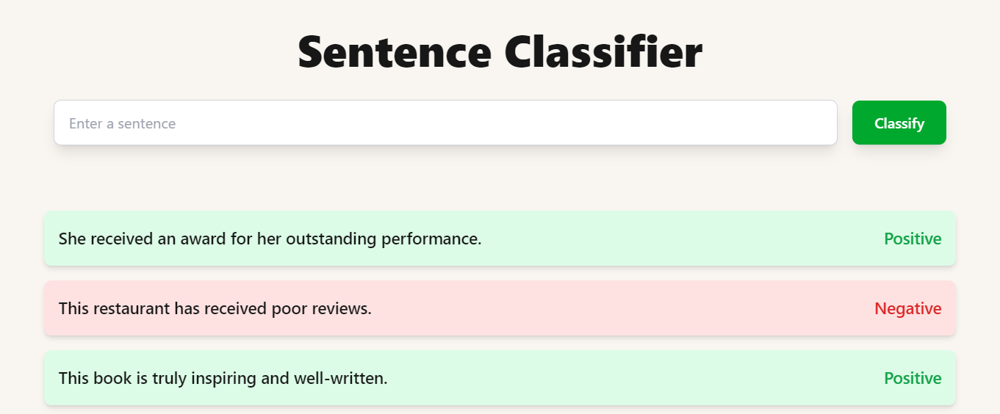 Sentence Classifier
Enter a sentence
Classify
She received an award for her outstanding performance.
Positive
This restaurant has received poor reviews.
Negative
This book is truly inspiring and well-written.
Positive